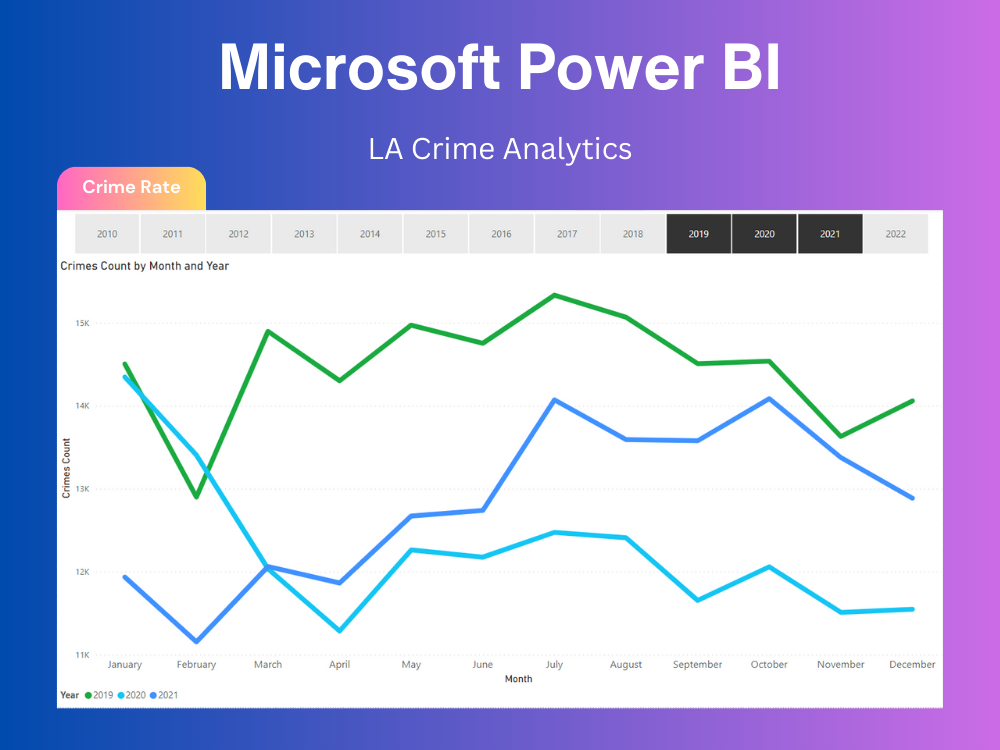 Microsoft Power BI
LA Crime Analytics
Crime Rate
2010 2011 2012 2013 2014 2015 2016 2017 2018 2019 2020 2021 2022
Crimes Count by Month and Year
15K
14K
13K
12K
11K
Crimes Count
January February March April May June July August September October November December
Month
Year 2019 2020 2021